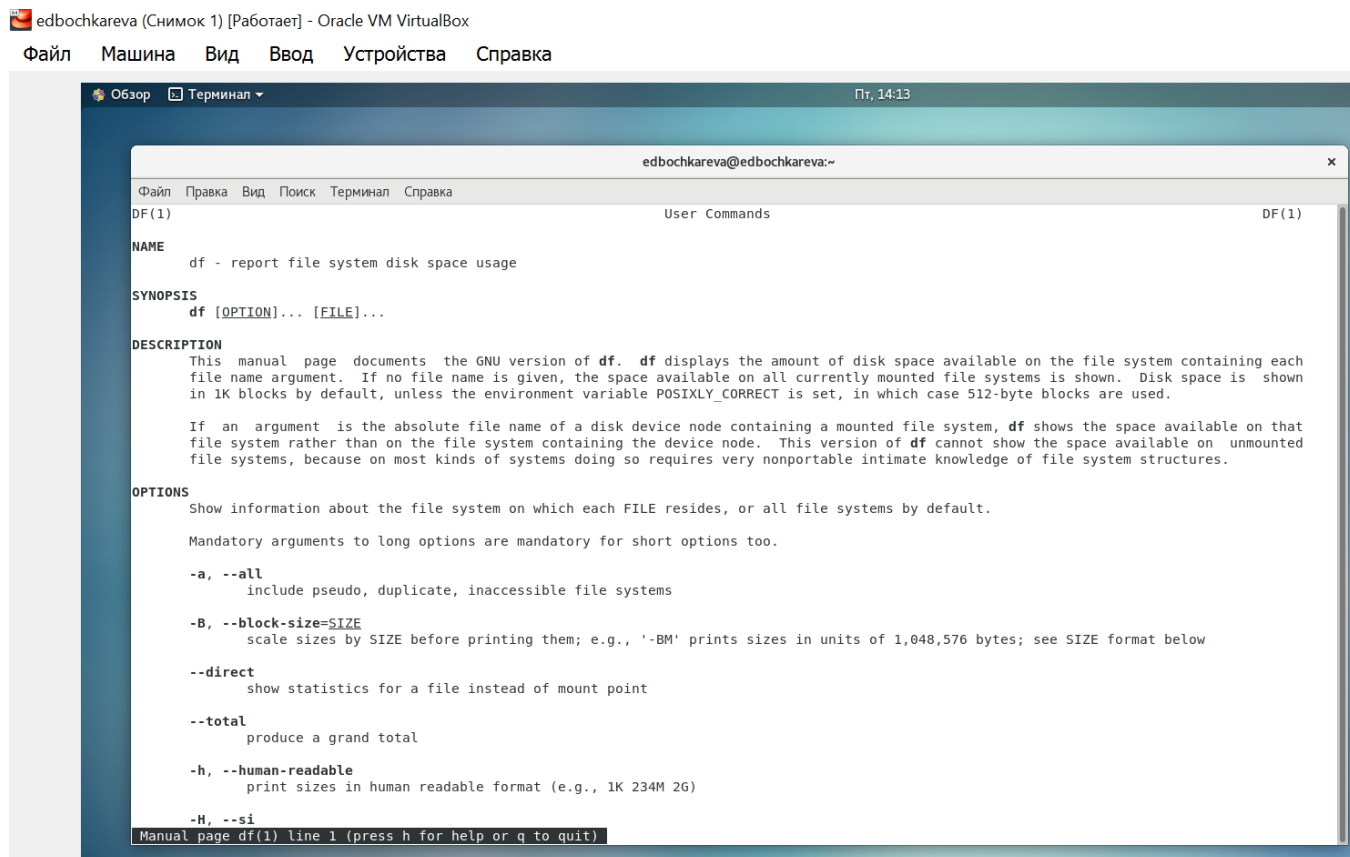 edbochkareva (Снимок 1) [Работает] - Oracle VM VirtualBox
Файл Машина Вид Ввод Устройства Справка
Обзор Терминал Пт, 14:13
edbochkareva@edbochkareva:~ ×
Файл Правка Вид Поиск Терминал Справка
DF(1) User Commands DF(1)
NAME
df - report file system disk space usage
SYNOPSIS
df [OPTION]... [FILE]...
DESCRIPTION
This manual page documents the GNU version of df. df displays the amount of disk space available on the file system containing each
file name argument. If no file name is given, the space available on all currently mounted file systems is shown. Disk space is shown
in 1K blocks by default, unless the environment variable POSIXLY_CORRECT is set, in which case 512-byte blocks are used.
If an argument is the absolute file name of a disk device node containing a mounted file system, df shows the space available on that
file system rather than on the file system containing the device node. This version of df cannot show the space available on unmounted
file systems, because on most kinds of systems doing so requires very nonportable intimate knowledge of file system structures.
OPTIONS
Show information about the file system on which each FILE resides, or all file systems by default.
Mandatory arguments to long options are mandatory for short options too.
-a, --all
include pseudo, duplicate, inaccessible file systems
-B, --block-size=SIZE
scale sizes by SIZE before printing them; e.g., '-BM' prints sizes in units of 1,048,576 bytes; see SIZE format below
--direct
show statistics for a file instead of mount point
--total
produce a grand total
-h, --human-readable
print sizes in human readable format (e.g., 1K 234M 2G)
-H, --si
Manual page df(1) line 1 (press h for help or q to quit)